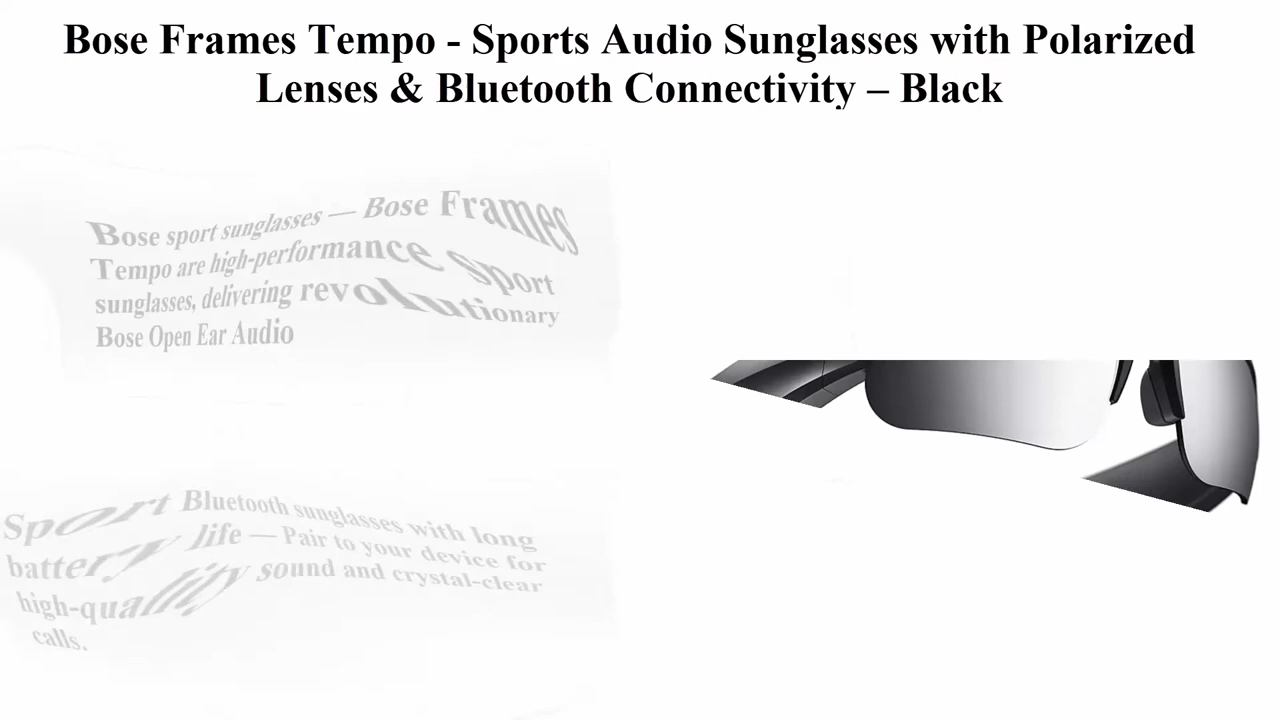 Bose Frames Tempo - Sports Audio Sunglasses with Polarized
Lenses & Bluetooth Connectivity – Black
Bose sport sunglasses — Bose Frames
Tempo are high-performance sport
sunglasses, delivering revolutionary
Bose Open Ear Audio
Sport Bluetooth sunglasses with long
battery life — Pair to your device for
high-quality sound and crystal-clear
calls.